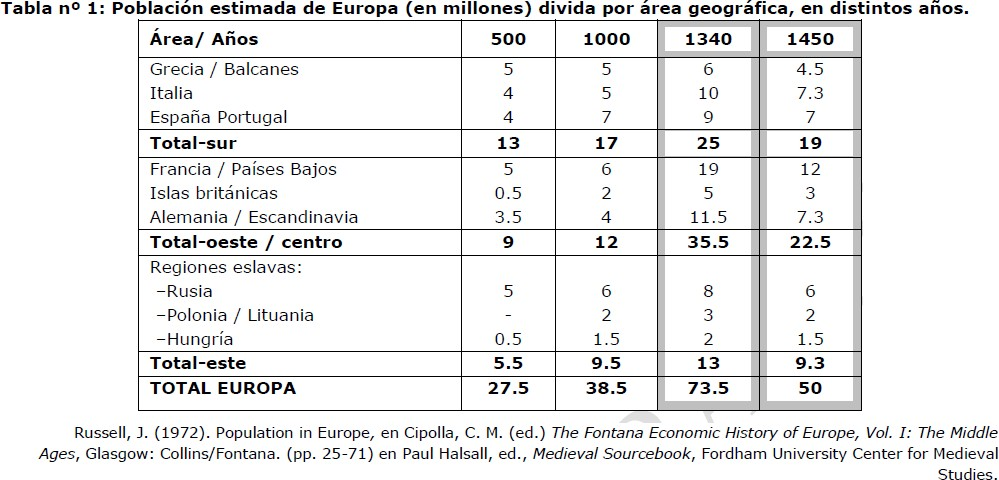 Tabla nº 1: Población estimada de Europa (en millones) divida por área geográfica, en distintos años.
Área/ Años 500 1000 1340 1450
Grecia / Balcanes 5 5 6 4.5
Italia 4 5 10 7.3
España Portugal 4 7 9 7
Total-sur 13 17 25 19
Francia / Países Bajos 5 6 19 12
Islas británicas 0.5 2 5 3
Alemania / Escandinavia 3.5 4 11.5 7.3
Total-oeste / centro 9 12 35.5 22.5
Regiones eslavas:
–Rusia 5 6 8 6
–Polonia / Lituania - 2 3 2
–Hungría 0.5 1.5 2 1.5
Total-este 5.5 9.5 13 9.3
TOTAL EUROPA 27.5 38.5 73.5 50
Russell, J. (1972). Population in Europe, en Cipolla, C. M. (ed.) The Fontana Economic History of Europe, Vol. I: The Middle
Ages, Glasgow: Collins/Fontana. (pp. 25-71) en Paul Halsall, ed., Medieval Sourcebook, Fordham University Center for Medieval
Studies.